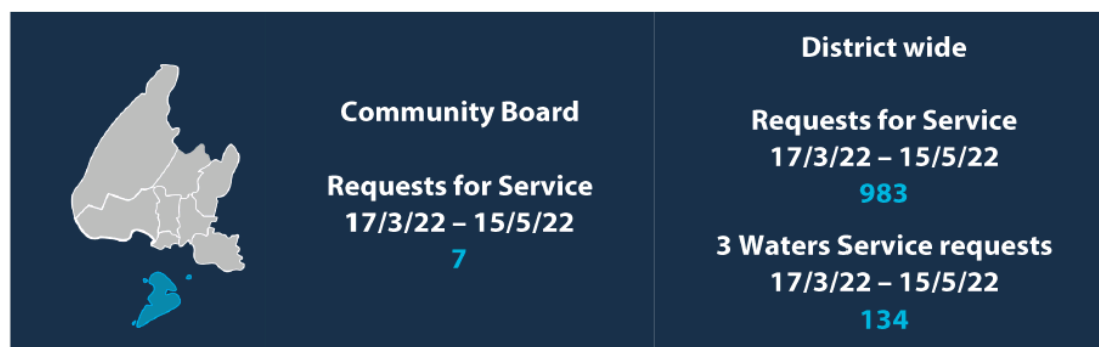 Community Board
Requests for Service
17/3/22 – 15/5/22
7
District wide
Requests for Service
17/3/22 – 15/5/22
983
3 Waters Service requests
17/3/22 – 15/5/22
134